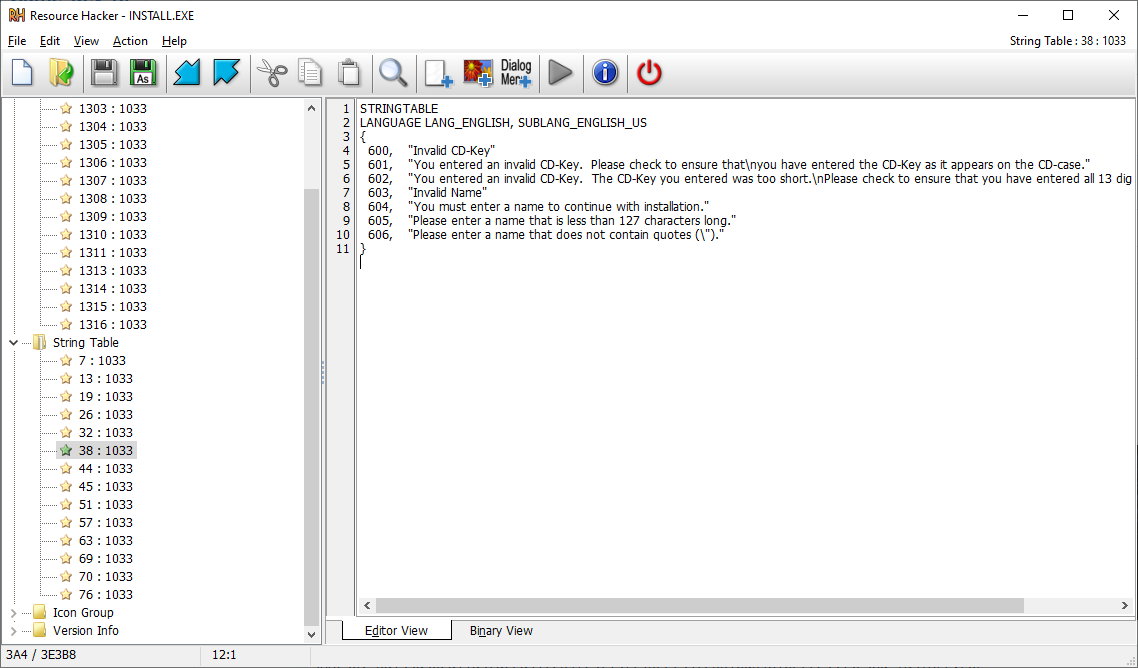 Resource Hacker - INSTALL.EXE
File Edit View Action Help
String Table : 38 : 1033
As
Dialog
Menu
1303 : 1033
1304 : 1033
1305 : 1033
1306 : 1033
1307 : 1033
1308 : 1033
1309 : 1033
1310 : 1033
1311 : 1033
1313 : 1033
1314 : 1033
1315 : 1033
1316 : 1033
String Table
7 : 1033
13 : 1033
19 : 1033
26 : 1033
32 : 1033
38 : 1033
44 : 1033
45 : 1033
51 : 1033
57 : 1033
63 : 1033
69 : 1033
70 : 1033
76 : 1033
Icon Group
Version Info
1 STRINGTABLE
2 LANGUAGE LANG_ENGLISH, SUBLANG_ENGLISH_US
3 {
4 600, "Invalid CD-Key"
5 601, "You entered an invalid CD-Key.  Please check to ensure that\nyou have entered the CD-Key as it appears on the CD-case."
6 602, "You entered an invalid CD-Key.  The CD-Key you entered was too short.\nPlease check to ensure that you have entered all 13 dig
7 603, "Invalid Name"
8 604, "You must enter a name to continue with installation."
9 605, "Please enter a name that is less than 127 characters long."
10 606, "Please enter a name that does not contain quotes (\")."
11 }
Editor View Binary View
3A4 / 3E3B8 12:1